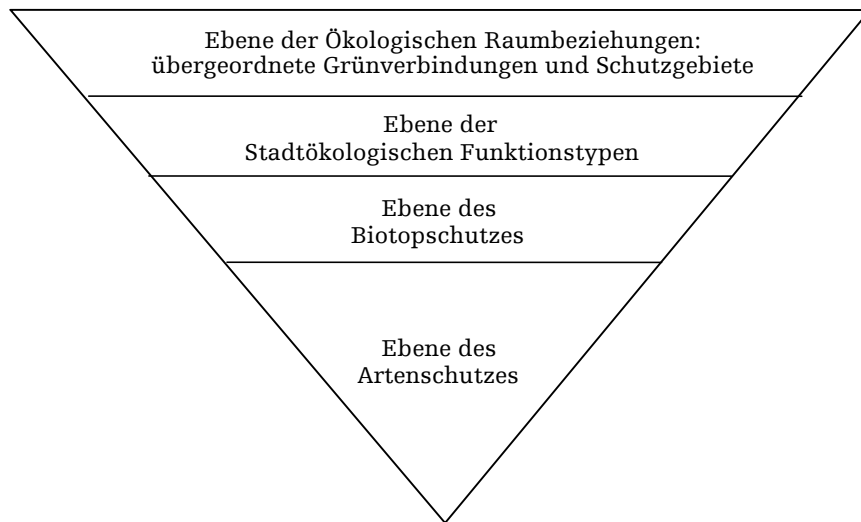 Ebene der Ökologischen Raumbeziehungen:
übergeordnete Grünverbindungen und Schutzgebiete
Ebene der
Stadtökologischen Funktionstypen
Ebene des
Biotopschutzes
Ebene des
Artenschutzes